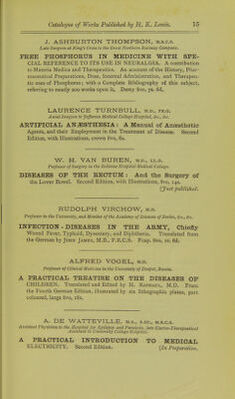 Catalogue of Works Published by H. K. Lewis. 15
J. ASHBURTON THOMPSON, M.R.C.S.
Late Surgeon at King's Cross to the Great Northern Railway Company.
FREE PHOSPHORUS IN MEDICINE WITH SPE-
CIAL REFERENCE TO ITS USE IN NEURALGIA. A contribution
to Materia Medica and Therapeutics. An account of the History, Phar-
maceutical Preparations, Dose, Internal Administration, and Therapeu-
tic uses of Phosphorus; with a Complete Bibliography of this subject,
referring to nearly 200 works upon it, Demy 8vo, 7s. 6d.
LAURENCE TURNBULL, M.D., PH.G.
Aural Surgeon to Jefferson Medical College Hospital, &c., &c.
ARTIFICIAL ANÆSTHESIA: A Manual of Anæsthetic
Agents, and their Employment in the Treatment of Disease. Second
Edition, with Illustrations, crown 8vo, 6s.
W. H. VAN BUREN, M.D., LL.D.
Professor of Surgery in the Bellevue Hospital Medical College.
DISEASES OF THE RECTUM: And the Surgery of
the Lower Bowel. Second Edition, with Illustrations, 8vo, 14s.
[Just published.
RUDOLPH VIRCHOW, M.D.
Professor in the University, and Member of the Academy of Sciences of Berlin, &c., &c.
INFECTION-DISEASES IN THE ARMY, Chiefly
Wound Fever, Typhoid, Dysentery, and Diphtheria. Translated from
the German by JOHN JAMES, M.B., F.R.C.S. Fcap. 8vo, 1s. 6d.
ALFRED VOGEL, M.D.
Professor of Clinical Medicine in the University of Dorpat, Russia.
A PRACTICAL TREATISE ON THE DISEASES OF
CHILDREN. Translated and Edited by H. RAPHAEL, M.D. From
the Fourth German Edition, illustrated by six lithographic plates, part
coloured, large 8vo, 18s.
A. DE WATTEVILLE, M.A., B.SC., M.R.C.S.
Assistant Physician to the Hospital for Epilepsy and Paralysis, late Electro-Therapeutical
Assistant to University College Hospital.
A PRACTICAL INTRODUCTION TO MEDICAL
ELECTRICITY. Second Edition. [In Preparation.